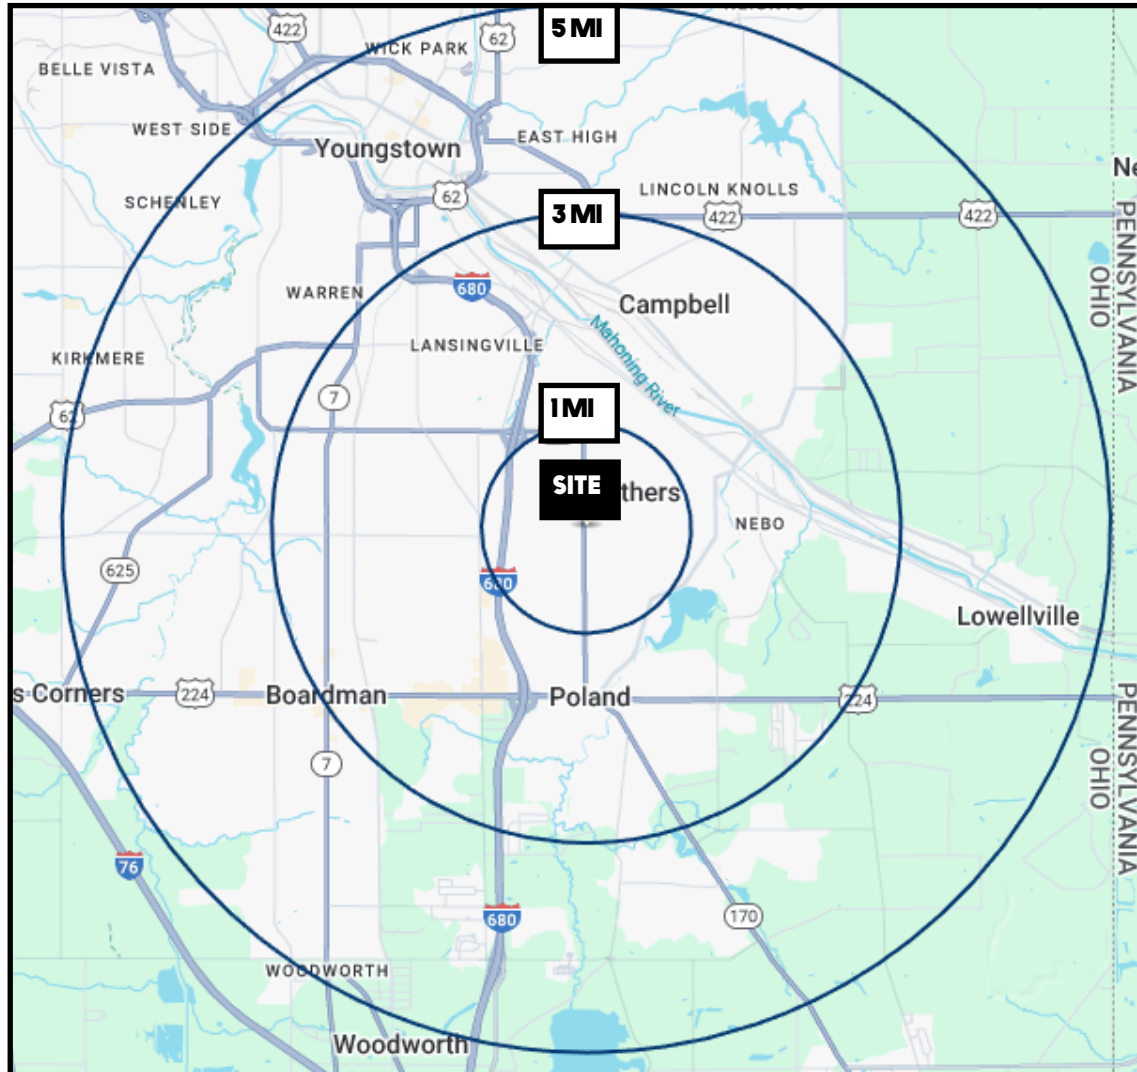 5 MI
422
62
WICK PARK
BELLE VISTA
WEST SIDE
EAST HIGH
Youngstown
LINCOLN KNOLLS
62
SCHENLEY
3 MI
422
422
PENNSYLVANIA
OHIO
680
WARREN
Campbell
Mahoning River
LANSINGVILLE
KIRKMERE
7
1 MI
62
SITE
thers
NEBO
625
680
Lowellville
s Corners
224
Boardman
Poland
224
PENNSYLVANIA
OHIO
7
76
680
170
WOODWORTH
Woodworth